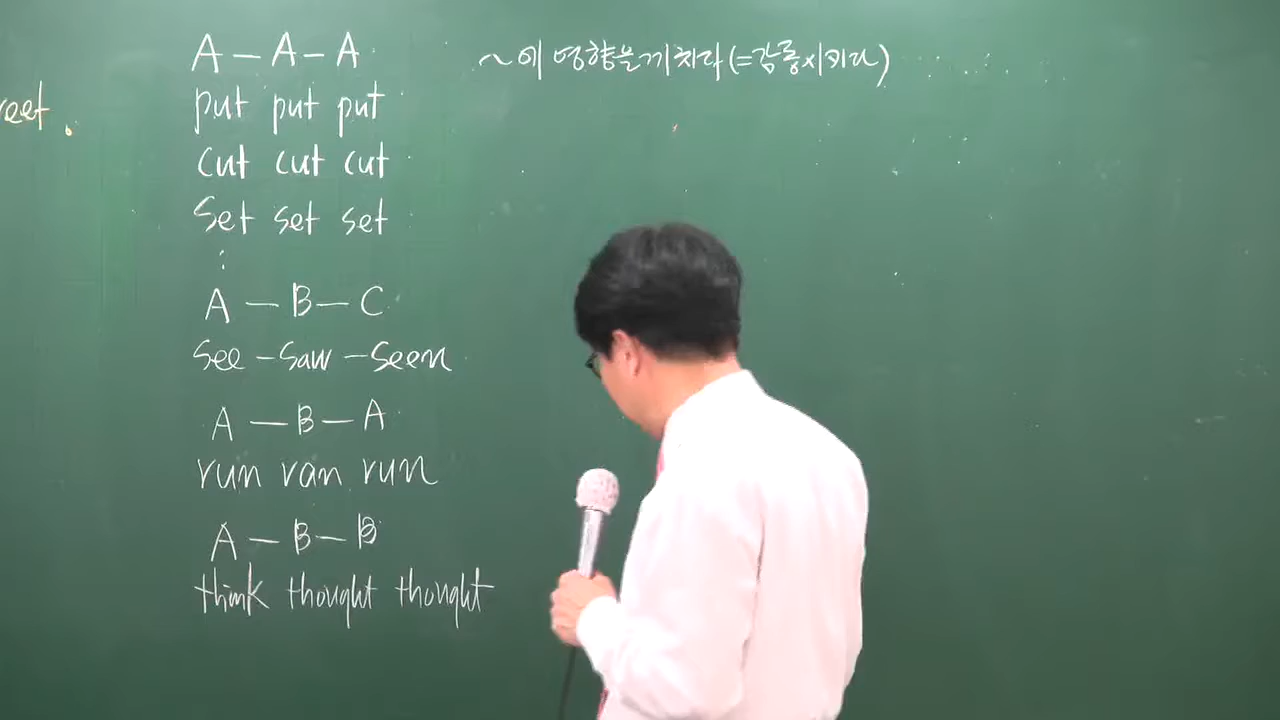 A - A - A
~에 영향을 끼치다 (= 감동시키다)
put put put
cut cut cut
set set set
:
A - B - C
see - saw - seen
A - B - A
run ran run
A - B - B
think thought thought